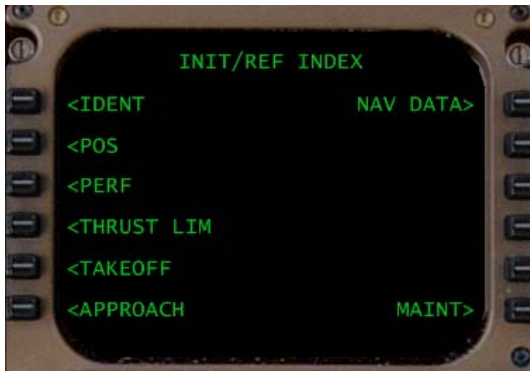 INIT/REF INDEX
<IDENT NAV DATA>
<POS
<PERF
<THRUST LIM
<TAKEOFF
<APPROACH MAINT>